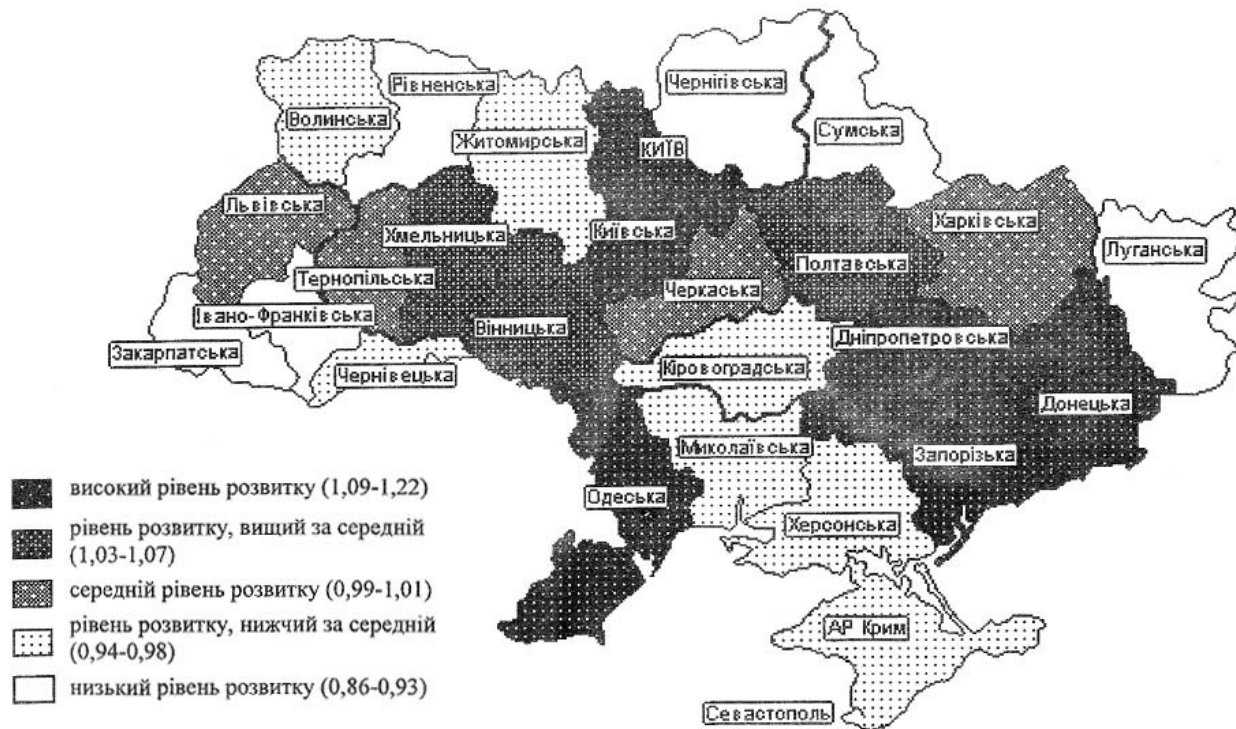 Рівненська
Чернігівська
Волинська
Житомирська
КИЇВ
Сумська
Львівська
Хмельницька
Київська
Харківська
Полтавська
Луганська
Тернопільська
Черкаська
Івано-Франківська
Вінницька
Дніпропетровська
Закарпатська
Чернівецька
Кіровоградська
Донецька
Миколаївська
Запорізька
Одеська
Херсонська
АР Крим
Севастополь
високий рівень розвитку (1,09-1,22)
рівень розвитку, вищий за середній
(1,03-1,07)
середній рівень розвитку (0,99-1,01)
рівень розвитку, нижчий за середній
(0,94-0,98)
низький рівень розвитку (0,86-0,93)